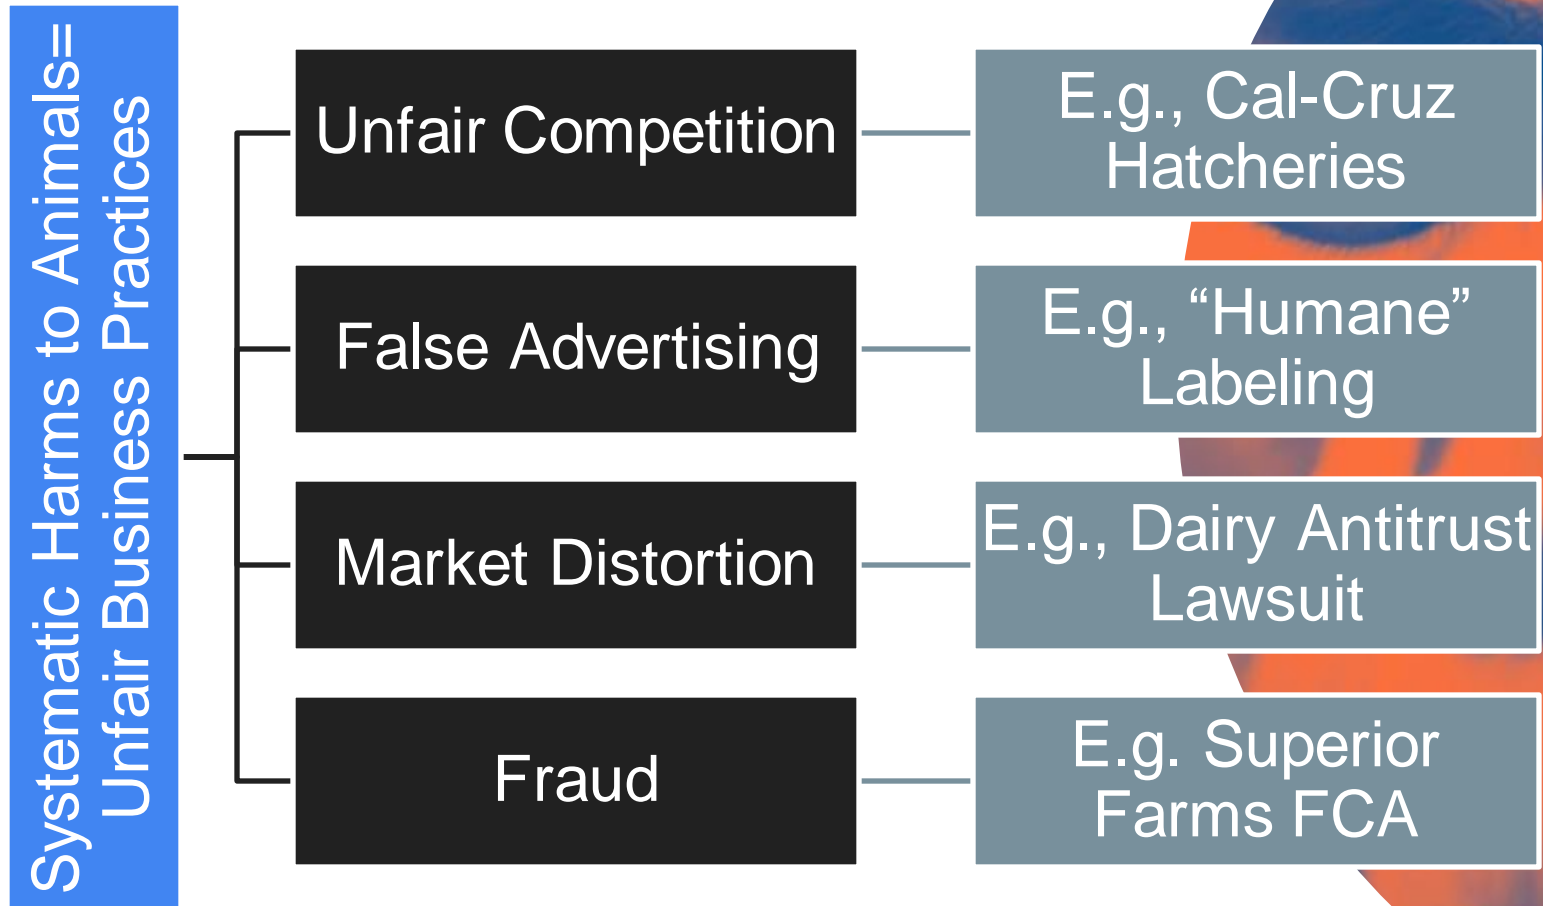 Systematic Harms to Animals=
Unfair Business Practices
Unfair Competition
E.g., Cal-Cruz
Hatcheries
False Advertising
E.g., “Humane”
Labeling
Market Distortion
E.g., Dairy Antitrust
Lawsuit
Fraud
E.g. Superior
Farms FCA